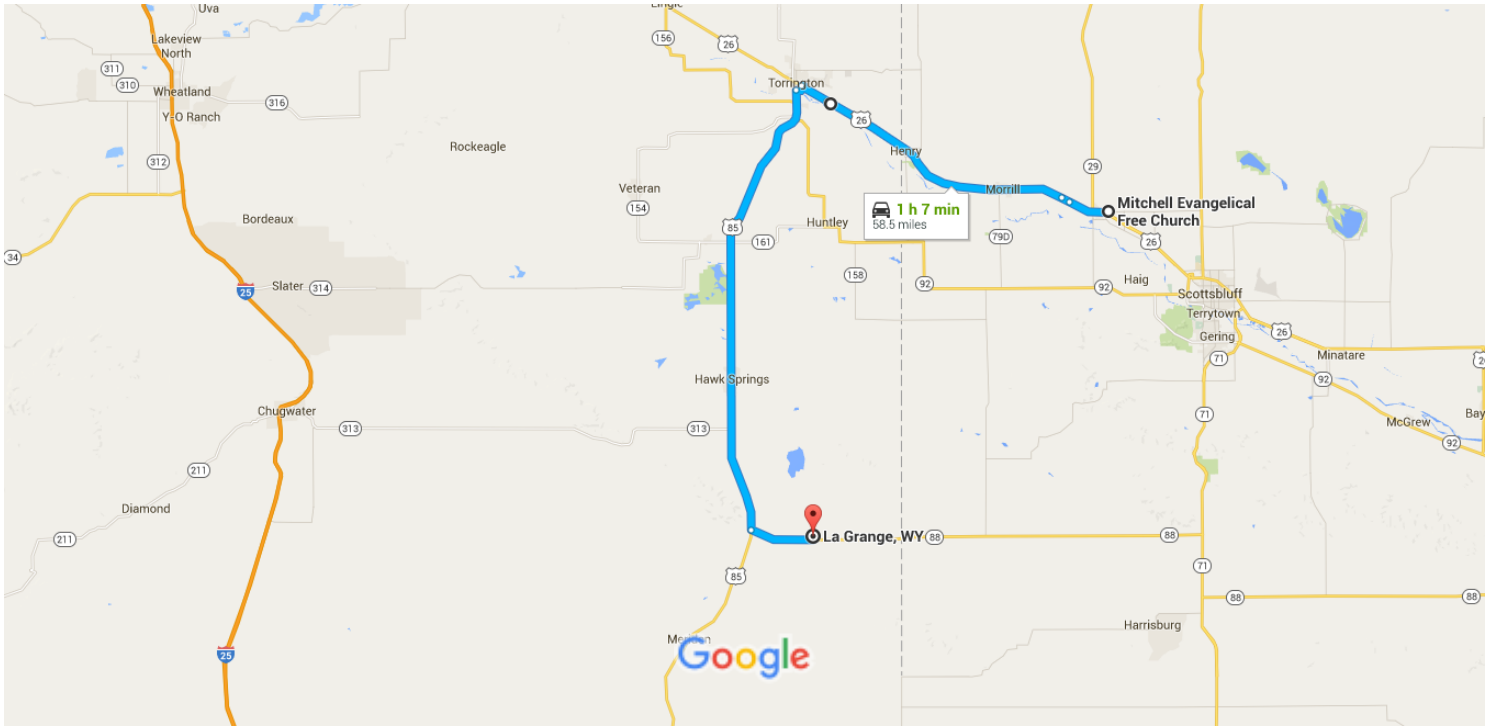 Uva
Lingle
Lakeview
North
156
26
311
310
Wheatland
316
Torrington
Y-O Ranch
26
312
Rockeagle
Henry
29
Veteran
154
Morrill
1 h 7 min
58.5 miles
Mitchell Evangelical
Free Church
Bordeaux
85
Huntley
161
79D
26
34
158
25
Slater
314
92
92
Haig
Scottsbluff
Terrytown
26
Gering
71
Minatare
26
Hawk Springs
92
Chugwater
313
313
71
McGrew
Bay
92
211
Diamond
La Grange, WY
88
88
211
71
85
88
88
Harrisburg
Google
25